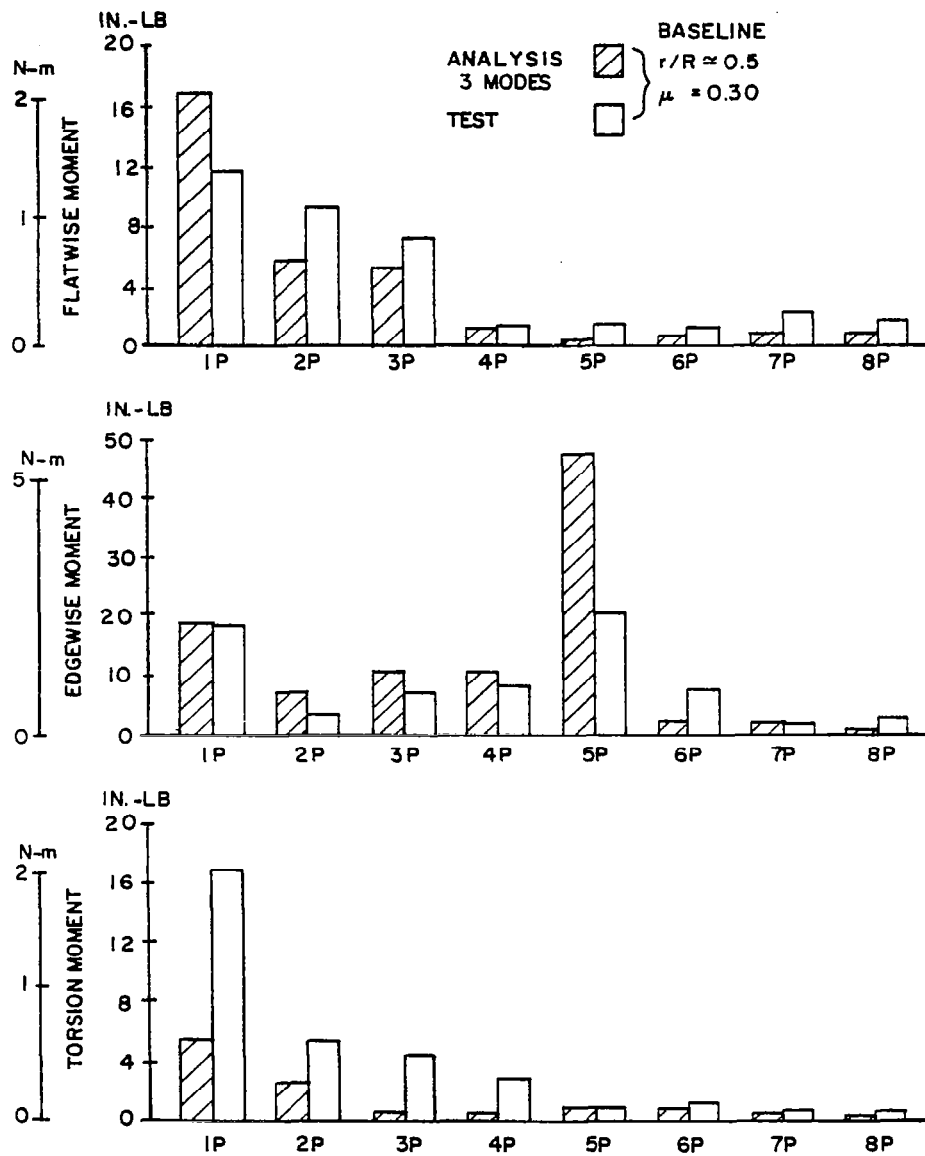 IN.-LB
BASELINE
ANALYSIS
3 MODES
r/R ≃ 0.5
μ = 0.30
TEST
N-m
FLATWISE MOMENT
20
16
12
8
4
0
2
1
0
1P 2P 3P 4P 5P 6P 7P 8P
IN.-LB
N-m
EDGEWISE MOMENT
50
40
30
20
10
0
5
0
1P 2P 3P 4P 5P 6P 7P 8P
IN.-LB
N-m
TORSION MOMENT
20
16
12
8
4
0
2
1
0
1P 2P 3P 4P 5P 6P 7P 8P